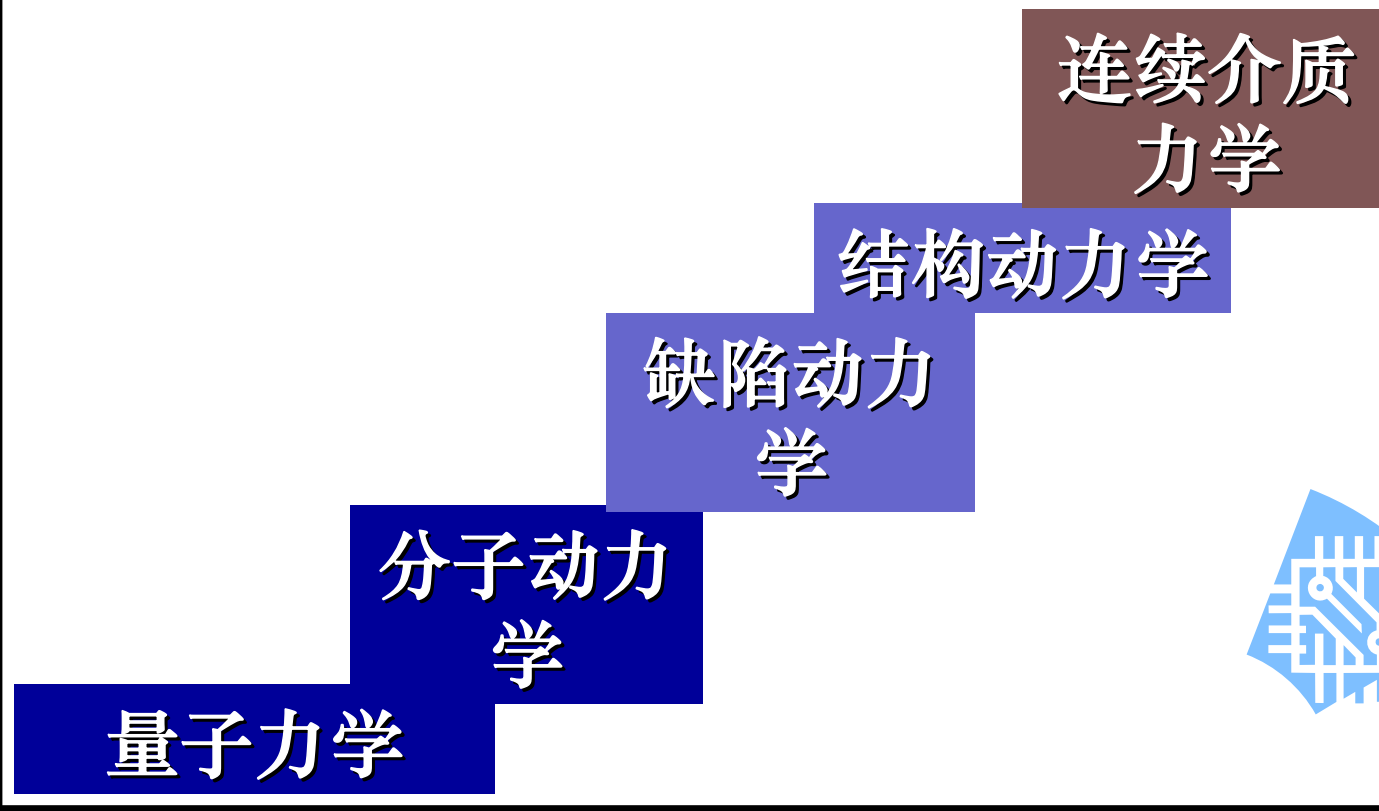 连续介质
力学
结构动力学
缺陷动力
学
分子动力
学
量子力学